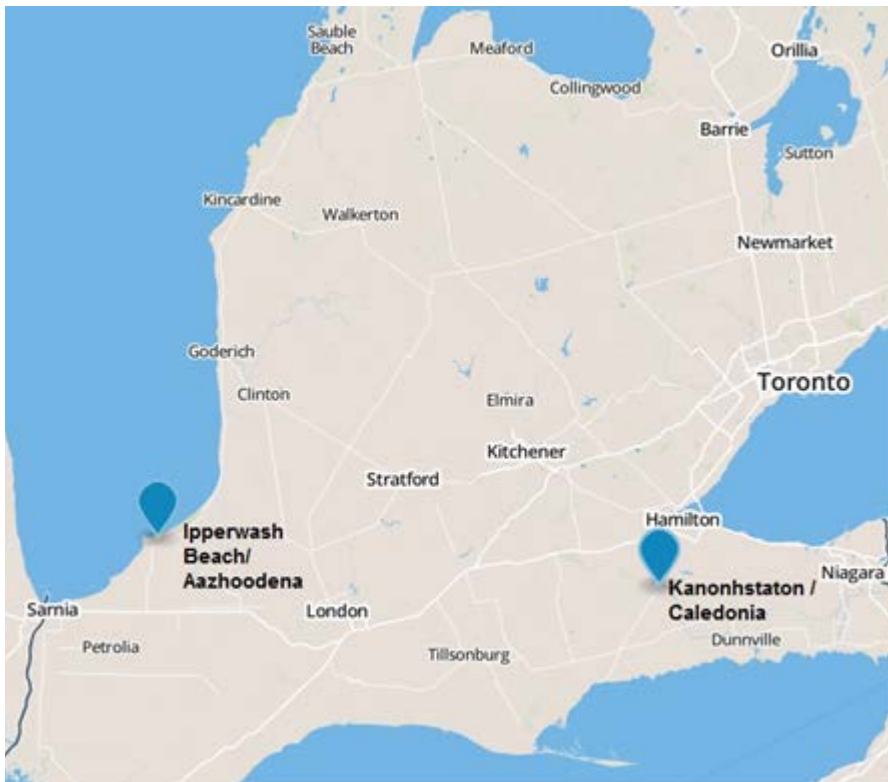 Sauble
Beach
Meaford
Orillia
Collingwood
Barrie
Sutton
Kincardine
Walkerton
Newmarket
Goderich
Clinton
Toronto
Elmira
Kitchener
Stratford
Ipperwash
Beach/
Aazhoodena
Hamilton
Kanonhstaton /
Caledonia
Niagara
Sarnia
London
Petrolia
Tillsonburg
Dunnville